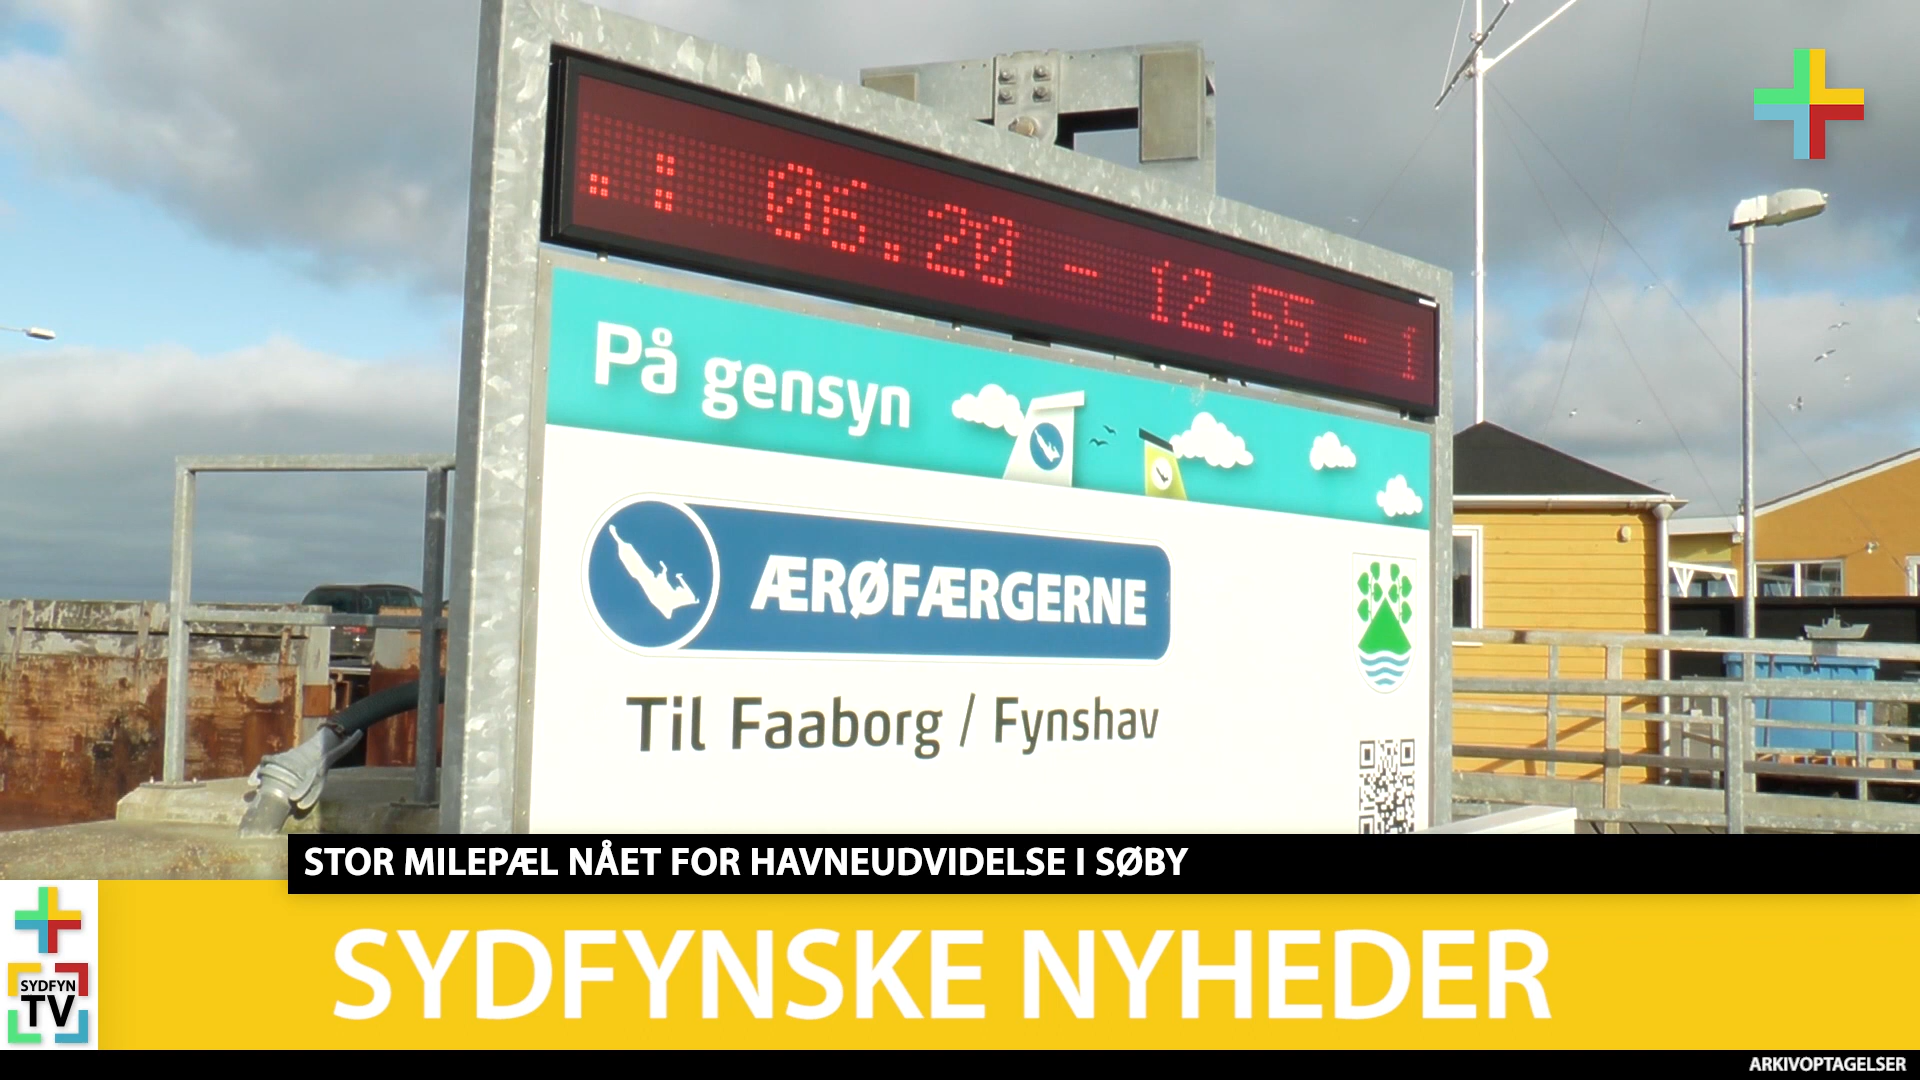 .. : 06.20 - 12.55 - 1
På gensyn
ÆRØFÆRGERNE
Til Faaborg / Fynshav
STOR MILEPÆL NÅET FOR HAVNEUDVIDELSE I SØBY
SYDFYNSKE NYHEDER
SYDFYN
TV
ARKIVOPTAGELSER